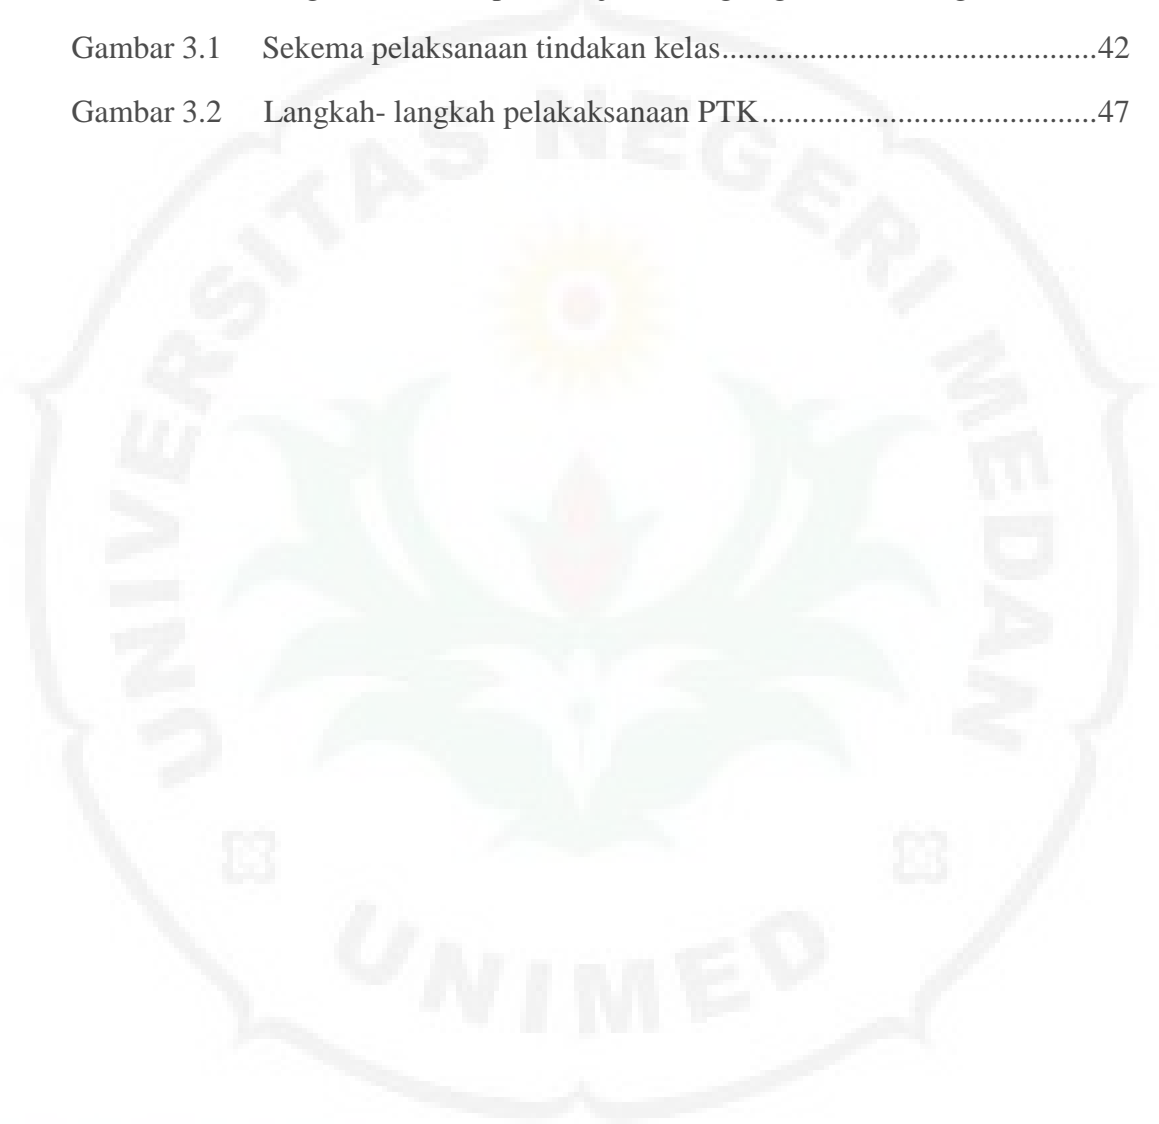 Gambar 3.1 Sekema pelaksanaan tindakan kelas...............................................42
Gambar 3.2 Langkah- langkah pelakaksanaan PTK..........................................47
UNIVERSITAS NEGERI MEDAN
UNIMED